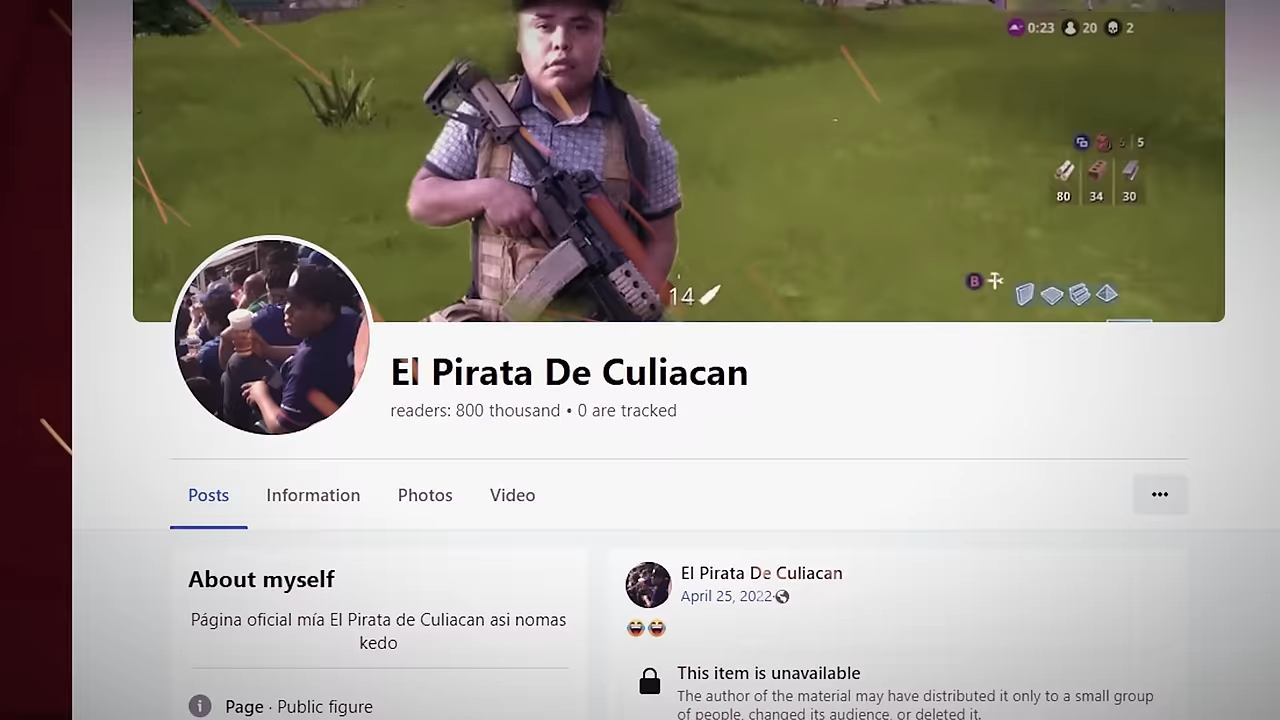 0:23 20 2
5
80 34 30
B
14
El Pirata De Culiacan
readers: 800 thousand • 0 are tracked
Posts Information Photos Video
About myself
Página oficial mía El Pirata de Culiacan asi nomas
kedo
Page · Public figure
El Pirata De Culiacan
April 25, 2022
This item is unavailable
The author of the material may have distributed it only to a small group
of people, changed its audience, or deleted it.